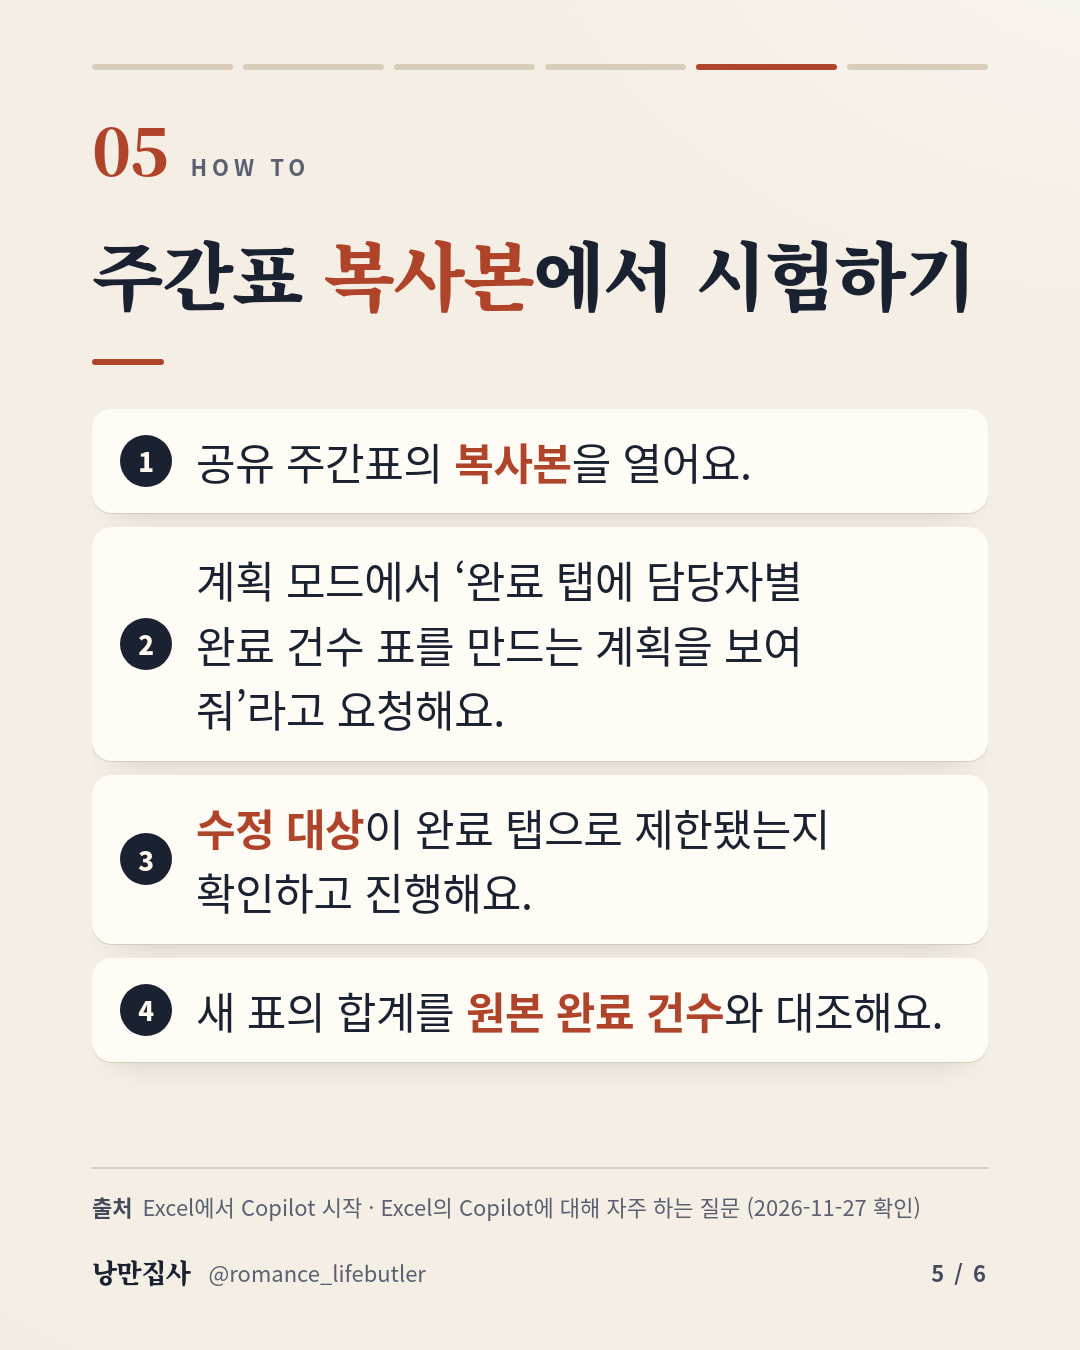 05 HOW TO
주간표 복사본에서 시험하기
1 공유 주간표의 복사본을 열어요.
계획 모드에서 ‘완료 탭에 담당자별
2 완료 건수 표를 만드는 계획을 보여
줘’라고 요청해요.
3 수정 대상이 완료 탭으로 제한됐는지
확인하고 진행해요.
4 새 표의 합계를 원본 완료 건수와 대조해요.
출처 Excel에서 Copilot 시작 · Excel의 Copilot에 대해 자주 하는 질문 (2026-11-27 확인)
낭만집사 @romance_lifebutler 5 / 6